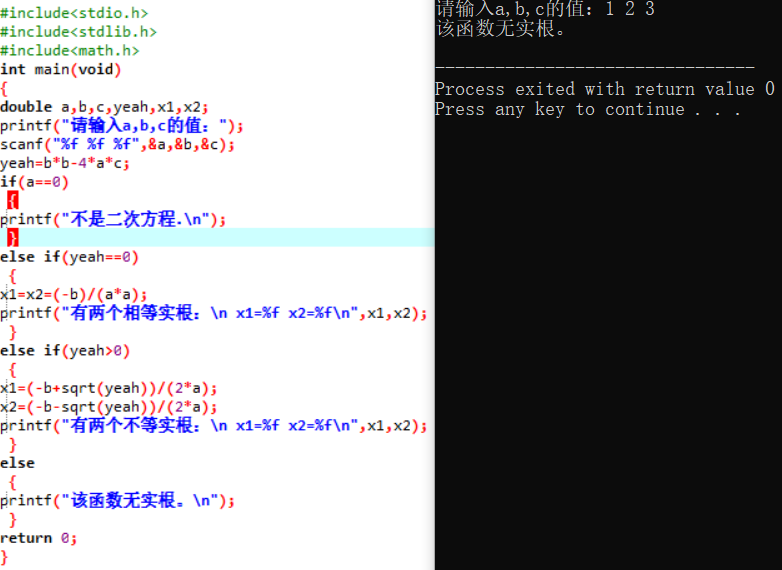 #include<stdio.h>
#include<stdlib.h>
#include<math.h>
int main(void)
{
double a,b,c,yeah,x1,x2;
printf("请输入a,b,c的值：");
scanf("%f %f %f",&a,&b,&c);
yeah=b*b-4*a*c;
if(a==0)
{
printf("不是二次方程.\n");
}
else if(yeah==0)
{
x1=x2=(-b)/(a*a);
printf("有两个相等实根：\n x1=%f x2=%f\n",x1,x2);
}
else if(yeah>0)
{
x1=(-b+sqrt(yeah))/(2*a);
x2=(-b-sqrt(yeah))/(2*a);
printf("有两个不等实根：\n x1=%f x2=%f\n",x1,x2);
}
else
{
printf("该函数无实根。\n");
}
return 0;
}
请输入a,b,c的值：1 2 3
该函数无实根。
--------------------------------
Process exited with return value 0
Press any key to continue . . .